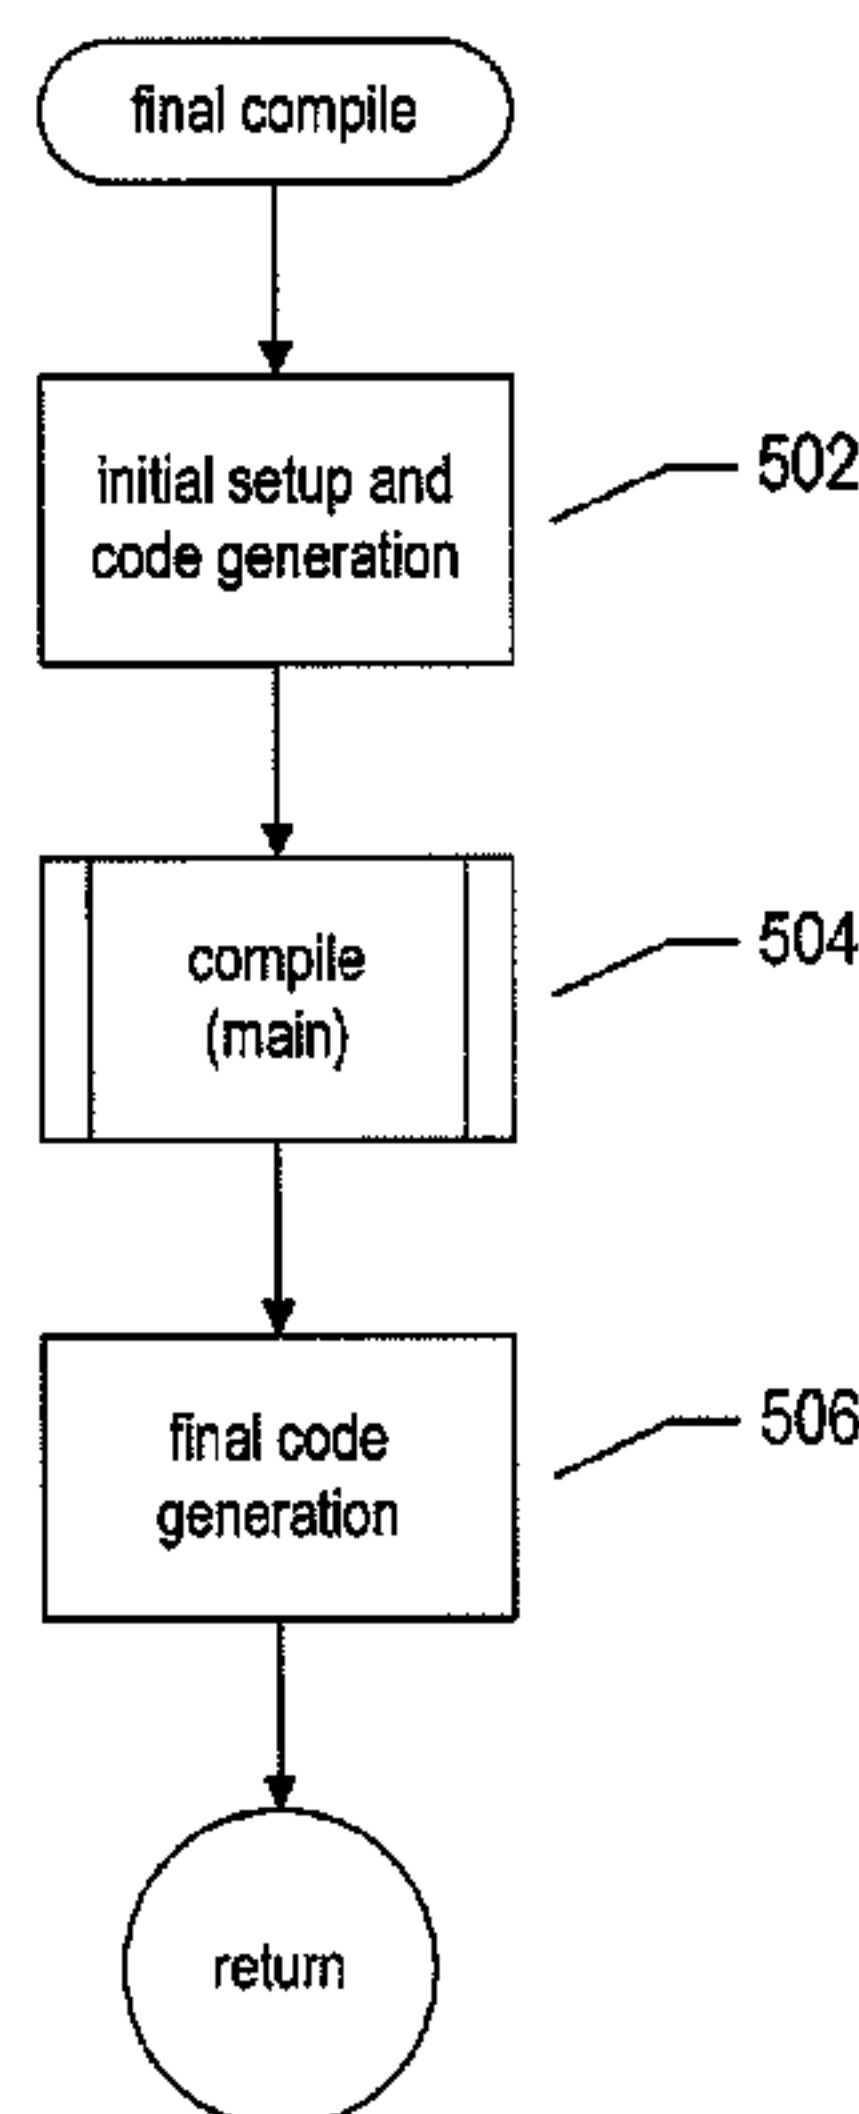 final compile
initial setup and
code generation
502
compile
(main)
504
final code
generation
506
return